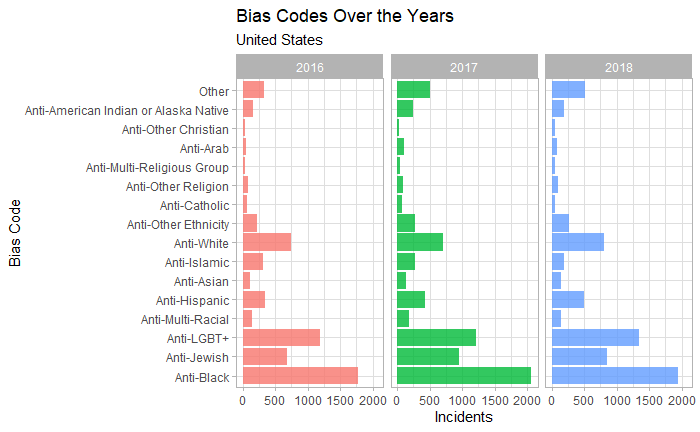 Bias Codes Over the Years
United States
2016 2017 2018
Other
Anti-American Indian or Alaska Native
Anti-Other Christian
Anti-Arab
Anti-Multi-Religious Group
Anti-Other Religion
Anti-Catholic
Anti-Other Ethnicity
Anti-White
Anti-Islamic
Anti-Asian
Anti-Hispanic
Anti-Multi-Racial
Anti-LGBT+
Anti-Jewish
Anti-Black
Bias Code
0 500 1000 1500 2000 0 500 1000 1500 2000 0 500 1000 1500 2000
Incidents